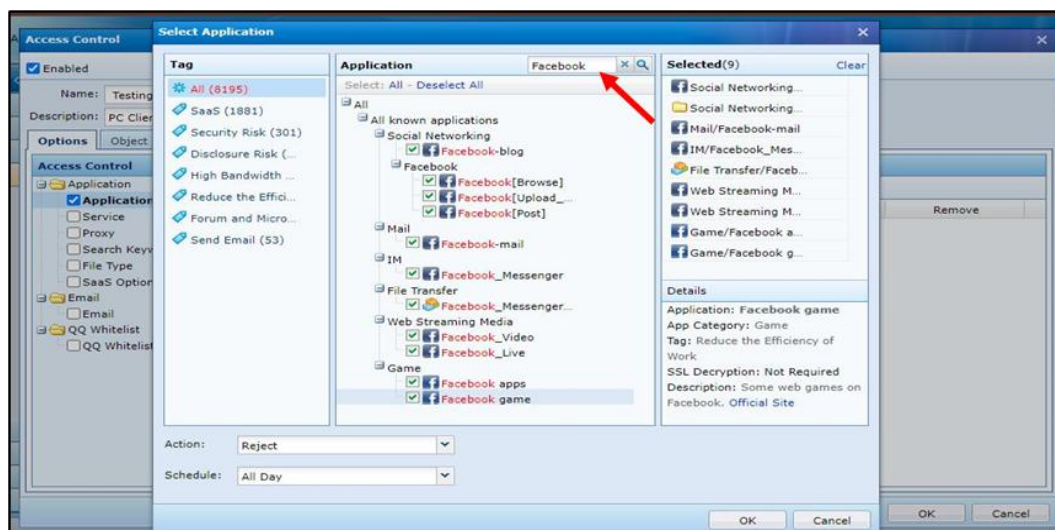 Access Control
Enabled
Name: Testing
Description: PC Clien
Options Object
Access Control
Application
Application
Service
Proxy
Search Keyw
File Type
SaaS Option
Email
Email
QQ Whitelist
QQ Whitelist
Select Application
Tag
All (8195)
SaaS (1881)
Security Risk (301)
Disclosure Risk (...
High Bandwidth ...
Reduce the Effici...
Forum and Micro...
Send Email (53)
Application Facebook
Select: All - Deselect All
All
All known applications
Social Networking
Facebook-blog
Facebook
Facebook[Browse]
Facebook[Upload_...
Facebook[Post]
Mail
Facebook-mail
IM
Facebook_Messenger
File Transfer
Facebook_Messenger...
Web Streaming Media
Facebook_Video
Facebook_Live
Game
Facebook apps
Facebook game
Selected(9) Clear
Social Networking...
Social Networking...
Mail/Facebook-mail
IM/Facebook_Mes...
File Transfer/Faceb...
Web Streaming M...
Web Streaming M...
Game/Facebook a...
Game/Facebook g...
Details
Application: Facebook game
App Category: Game
Tag: Reduce the Efficiency of
Work
SSL Decryption: Not Required
Description: Some web games on
Facebook. Official Site
Action: Reject
Schedule: All Day
OK Cancel
Remove
OK Cancel